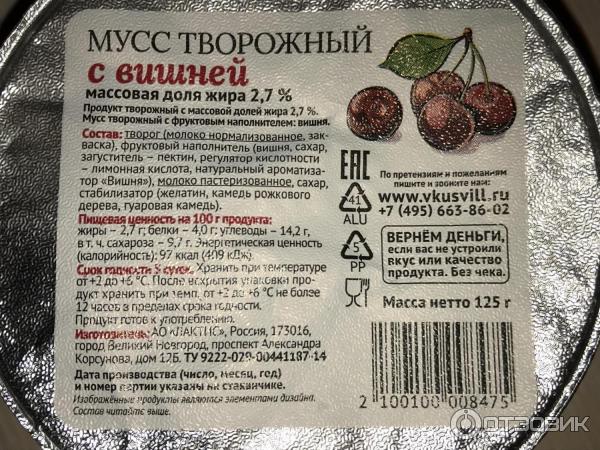 МУСС ТВОРОЖНЫЙ
с вишней
массовая доля жира 2,7 %
Продукт творожный с массовой долей жира 2,7 %.
Мусс творожный с фруктовым наполнителем: вишня.
Состав: творог (молоко нормализованное, зак-
васка), фруктовый наполнитель (вишня, сахар,
загуститель – пектин, регулятор кислотности
– лимонная кислота, натуральный ароматиза-
тор «Вишня»), молоко пастеризованное, сахар,
стабилизатор (желатин, камедь рожкового
дерева, гуаровая камедь).
Пищевая ценность на 100 г продукта:
жиры – 2,7 г; белки – 4,0 г; углеводы – 14,2 г,
в т. ч. сахароза – 9,7 г. Энергетическая ценность
(калорийность): 97 ккал (409 кДж).
Срок годности 5 суток. Хранить при температуре
от +2 до +6 °С. После вскрытия упаковки про-
дукт хранить при темп. от +2 до +6 °С не более
12 часов в пределах срока годности.
Продукт готов к употреблению.
Изготовитель: АО «ЛАКТИС», Россия, 173016,
город Великий Новгород, проспект Александра
Корсунова, дом 12Б. ТУ 9222-029-00441187-14
Дата производства (число, месяц, год)
и номер партии указаны на стаканчике.
Изображённые продукты являются элементами дизайна.
Состав читайте выше.
EAC
41
ALU
5
PP
По претензиям и пожеланиям
пишите и звоните нам:
www.vkusvill.ru
+7 (495) 663-86-02
ВЕРНЁМ ДЕНЬГИ,
если вас не устроили
вкус или качество
продукта. Без чека.
Масса нетто 125 г
2 100100 008475
ОТЗОВИК